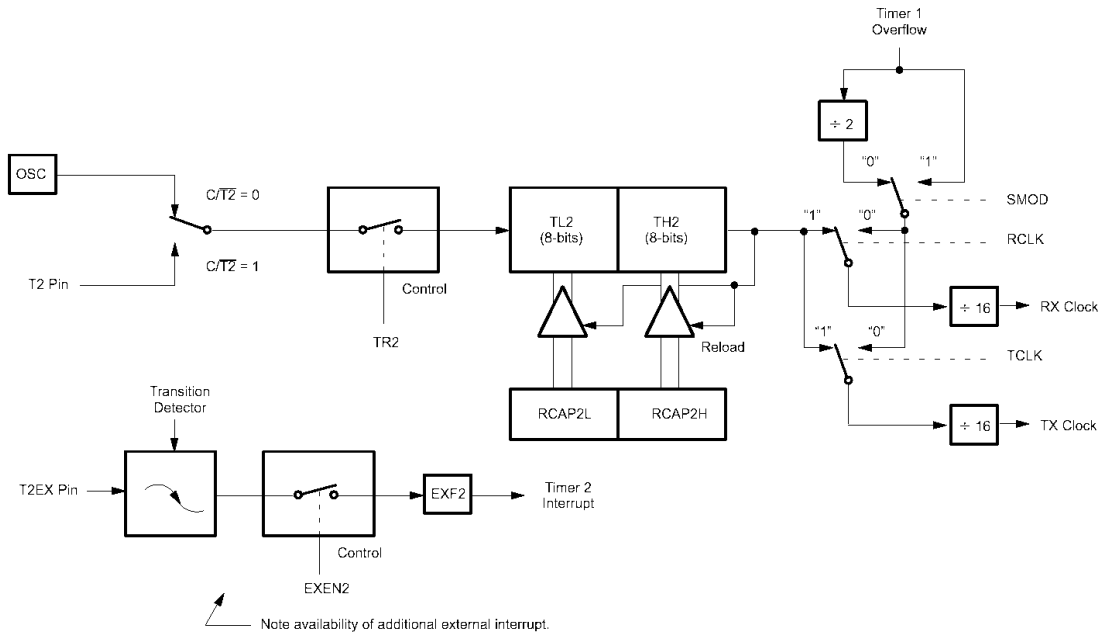 Timer 1
Overflow
÷ 2
"0"
"1"
OSC
C/T̅2̅ = 0
TL2
(8-bits)
TH2
(8-bits)
"1"
"0"
SMOD
RCLK
T2 Pin
C/T̅2̅ = 1
Control
TR2
÷ 16
RX Clock
"1"
"0"
Reload
TCLK
RCAP2L
RCAP2H
Transition
Detector
÷ 16
TX Clock
T2EX Pin
EXF2
Timer 2
Interrupt
Control
EXEN2
Note availability of additional external interrupt.